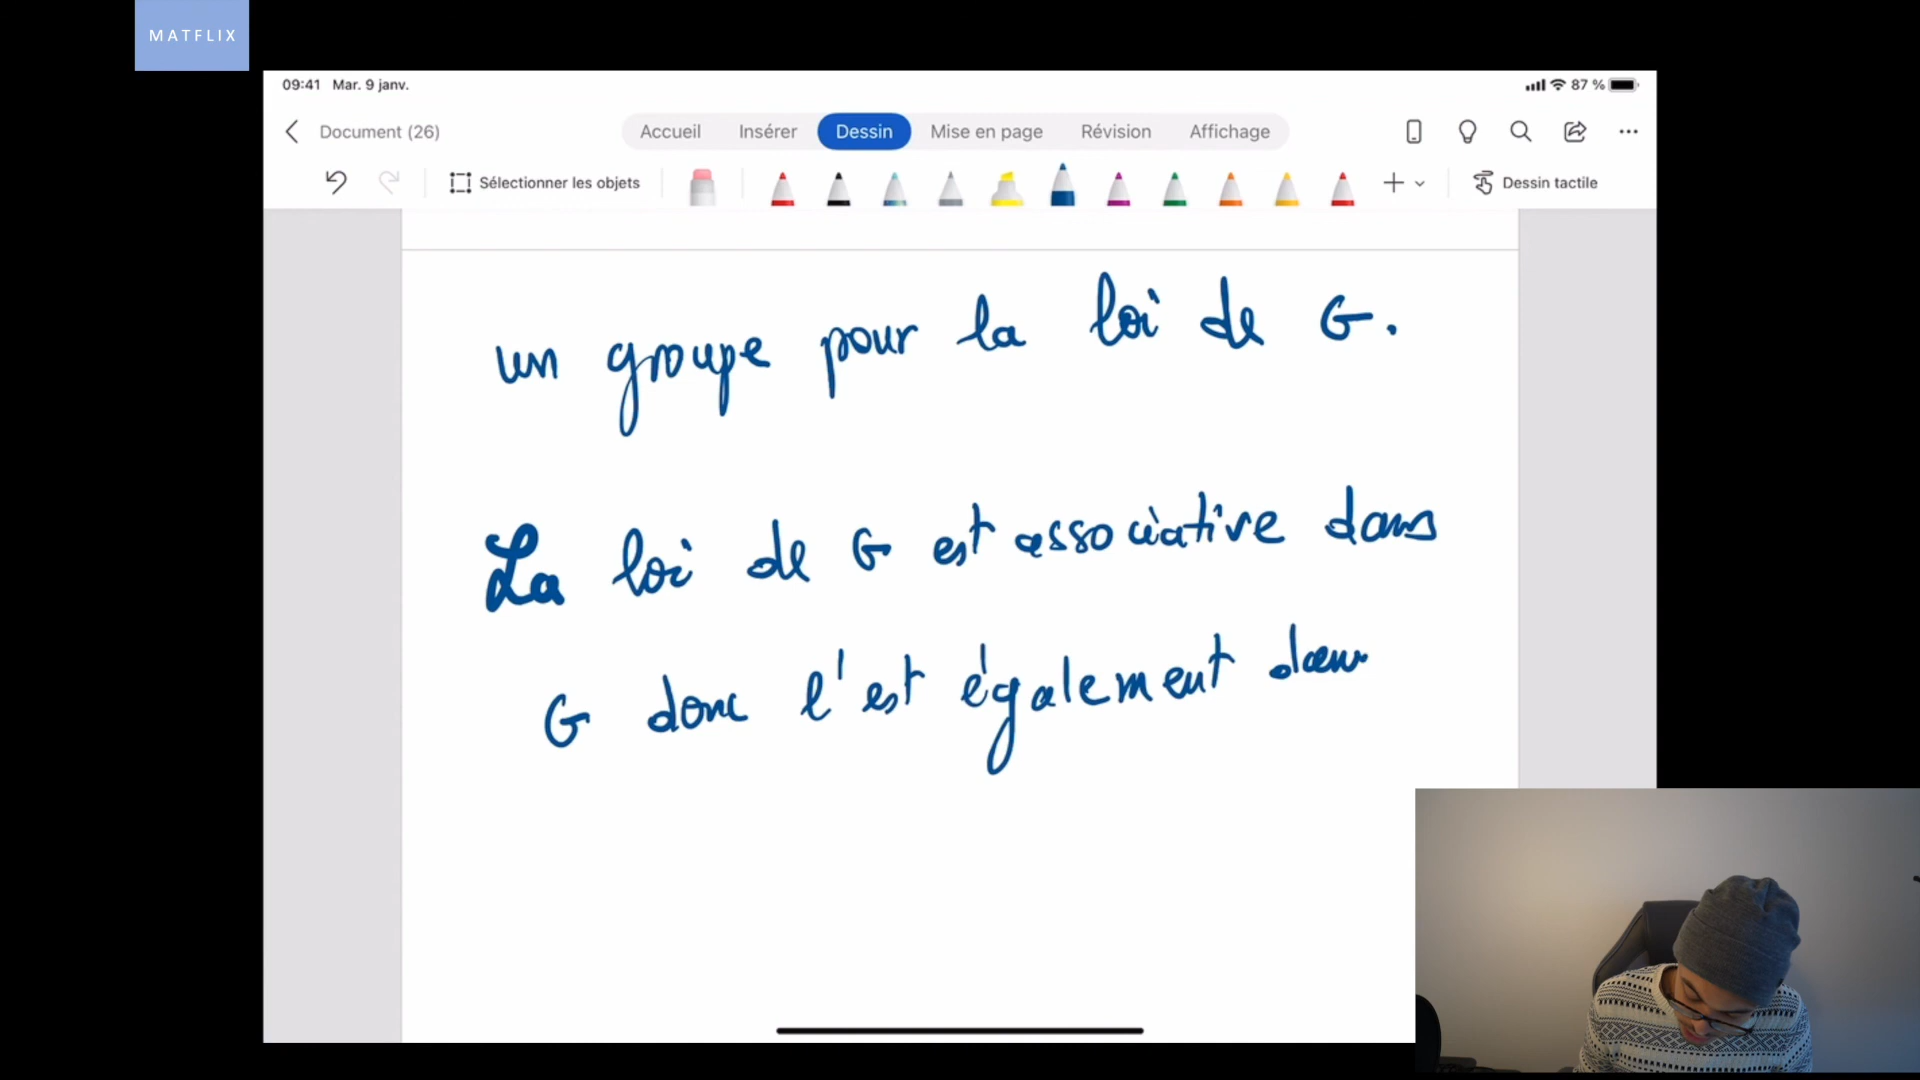 MATFLIX
09:41 Mar. 9 janv.
87 %
Document (26)
Accueil Insérer Dessin Mise en page Révision Affichage
Sélectionner les objets
Dessin tactile
un groupe pour la loi de G.
La loi de G est associative dans
G donc l'est également dans